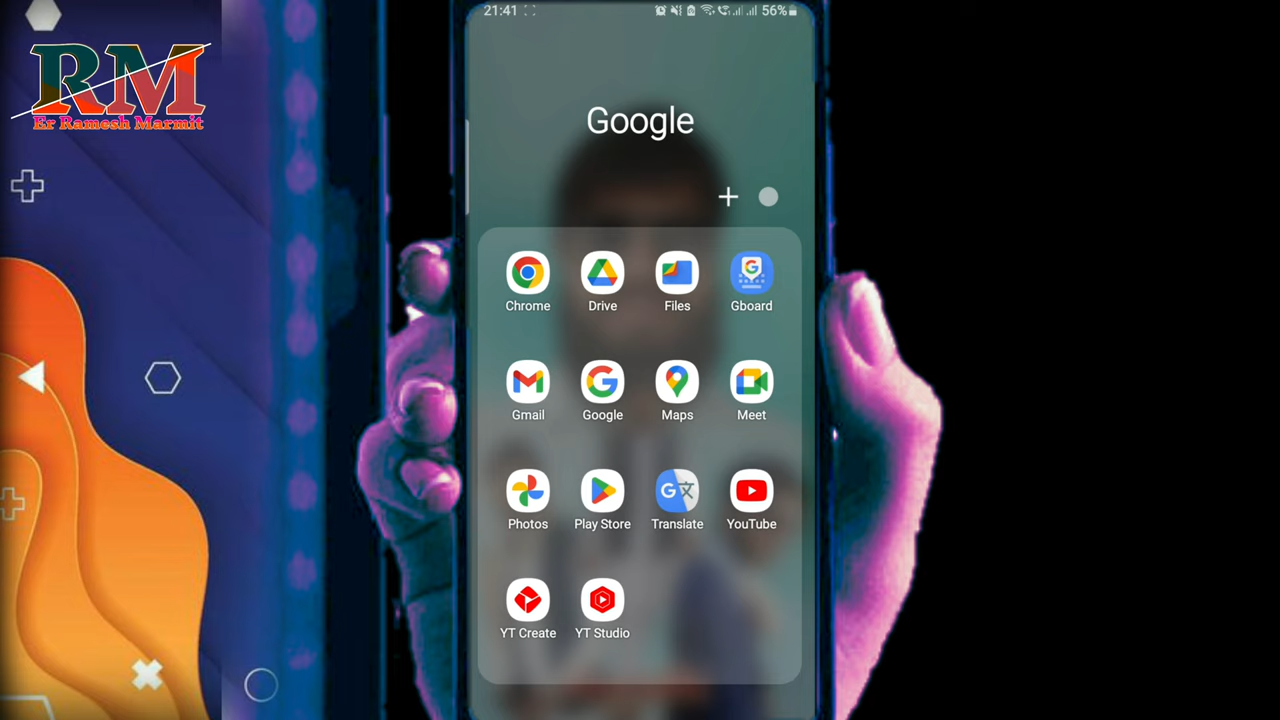 21:41 56%
RM
Er Ramesh Marmit
Google
Chrome Drive Files Gboard
Gmail Google Maps Meet
Photos Play Store Translate YouTube
YT Create YT Studio